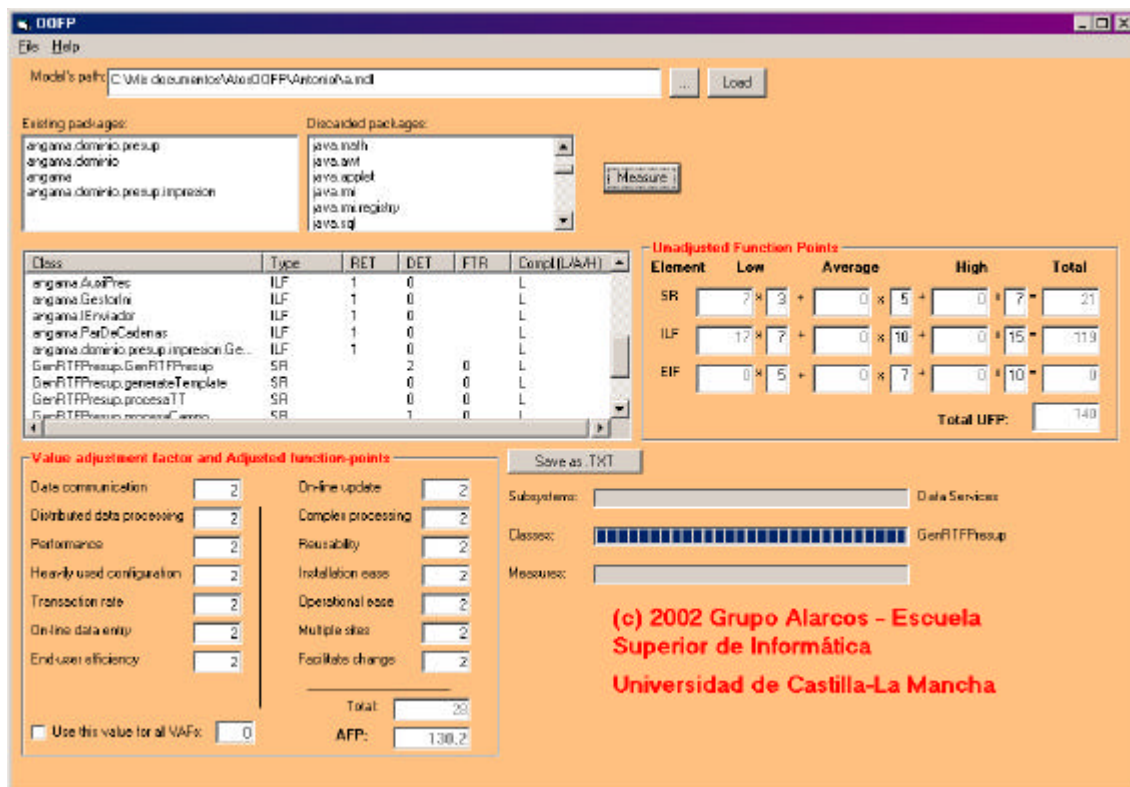 OOFP
File Help
Model's path: C:\Mis documentos\AtosOOFP\Antonio\a.mdl ... Load
Existing packages: Discarded packages:
angama.dominio.presup java.math
angama.dominio java.awt
angama java.applet
angama.dominio.presup.impresion java.rmi
java.rmi.registry
java.sql
Measure
Class Type RET DET FTR Compl.(L/A/H)
angama.AuxiPres ILF 1 0 L
angama.GestorIni ILF 1 0 L
angama.IEnviador ILF 1 0 L
angama.ParDeCadenas ILF 1 0 L
angama.dominio.presup.impresion.Ge... ILF 1 0 L
GenRTFPresup.GenRTFPresup SR 2 0 L
GenRTFPresup.generateTemplate SR 0 0 L
GenRTFPresup.procesaTT SR 0 0 L
GenRTFPresup.procesaCampo SR 1 0 L
Unadjusted Function Points
Element Low Average High Total
SR 7 x 3 + 0 x 5 + 0 x 7 = 21
ILF 17 x 7 + 0 x 10 + 0 x 15 = 119
EIF 0 x 5 + 0 x 7 + 0 x 10 = 0
Total UFP: 140
Value adjustment factor and Adjusted function-points
Data communication 2 On-line update 2
Distributed data processing 2 Complex processing 2
Performance 2 Reusability 2
Heavily used configuration 2 Installation ease 2
Transaction rate 2 Operational ease 2
On-line data entry 2 Multiple sites 2
End-user efficiency 2 Facilitate change 2
Total: 28
Use this value for all VAFs: 0 AFP: 130,2
Save as .TXT
Subsystems: Data Services
Classes: GenRTFPresup
Measures:
(c) 2002 Grupo Alarcos - Escuela
Superior de Informática
Universidad de Castilla-La Mancha